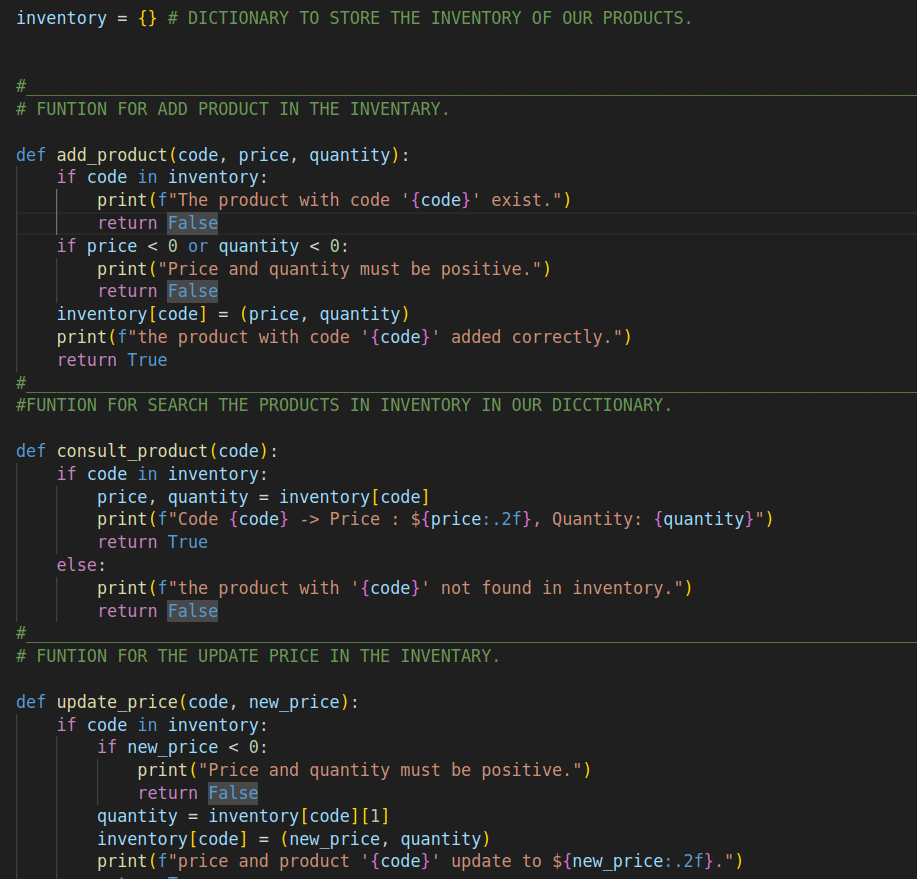 inventory = {} # DICTIONARY TO STORE THE INVENTORY OF OUR PRODUCTS.
#________________________________________________________________________________________
# FUNTION FOR ADD PRODUCT IN THE INVENTARY.
def add_product(code, price, quantity):
    if code in inventory:
        print(f"The product with code '{code}' exist.")
        return False
    if price < 0 or quantity < 0:
        print("Price and quantity must be positive.")
        return False
    inventory[code] = (price, quantity)
    print(f"the product with code '{code}' added correctly.")
    return True
#________________________________________________________________________________________
#FUNTION FOR SEARCH THE PRODUCTS IN INVENTORY IN OUR DICCTIONARY.
def consult_product(code):
    if code in inventory:
        price, quantity = inventory[code]
        print(f"Code {code} -> Price : ${price:.2f}, Quantity: {quantity}")
        return True
    else:
        print(f"the product with '{code}' not found in inventory.")
        return False
#________________________________________________________________________________________
# FUNTION FOR THE UPDATE PRICE IN THE INVENTARY.
def update_price(code, new_price):
    if code in inventory:
        if new_price < 0:
            print("Price and quantity must be positive.")
            return False
        quantity = inventory[code][1]
        inventory[code] = (new_price, quantity)
        print(f"price and product '{code}' update to ${new_price:.2f}.")